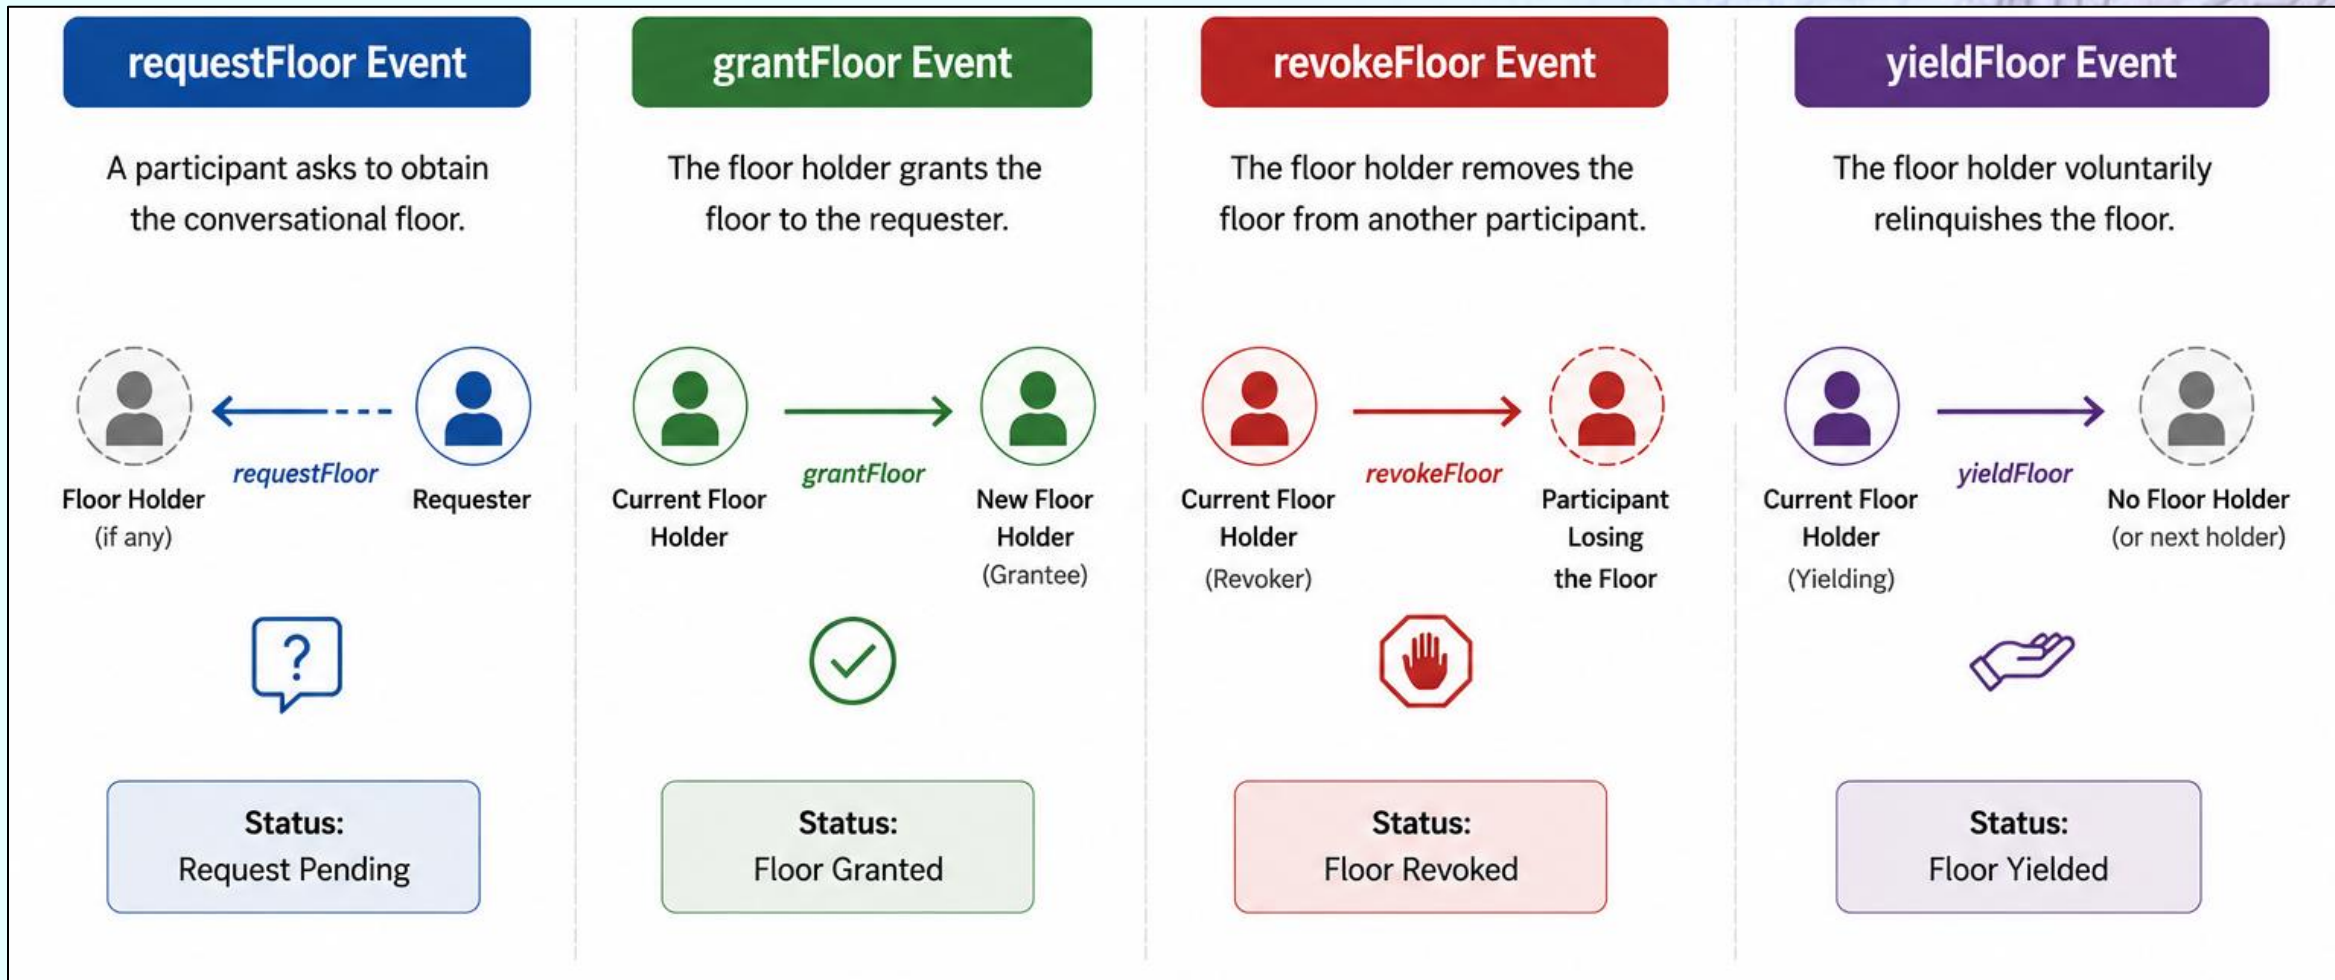 requestFloor Event
A participant asks to obtain
the conversational floor.
requestFloor
Floor Holder
(if any)
Requester
?
Status:
Request Pending
grantFloor Event
The floor holder grants the
floor to the requester.
grantFloor
Current Floor
Holder
New Floor
Holder
(Grantee)
Status:
Floor Granted
revokeFloor Event
The floor holder removes the
floor from another participant.
revokeFloor
Current Floor
Holder
(Revoker)
Participant
Losing
the Floor
Status:
Floor Revoked
yieldFloor Event
The floor holder voluntarily
relinquishes the floor.
yieldFloor
Current Floor
Holder
(Yielding)
No Floor Holder
(or next holder)
Status:
Floor Yielded